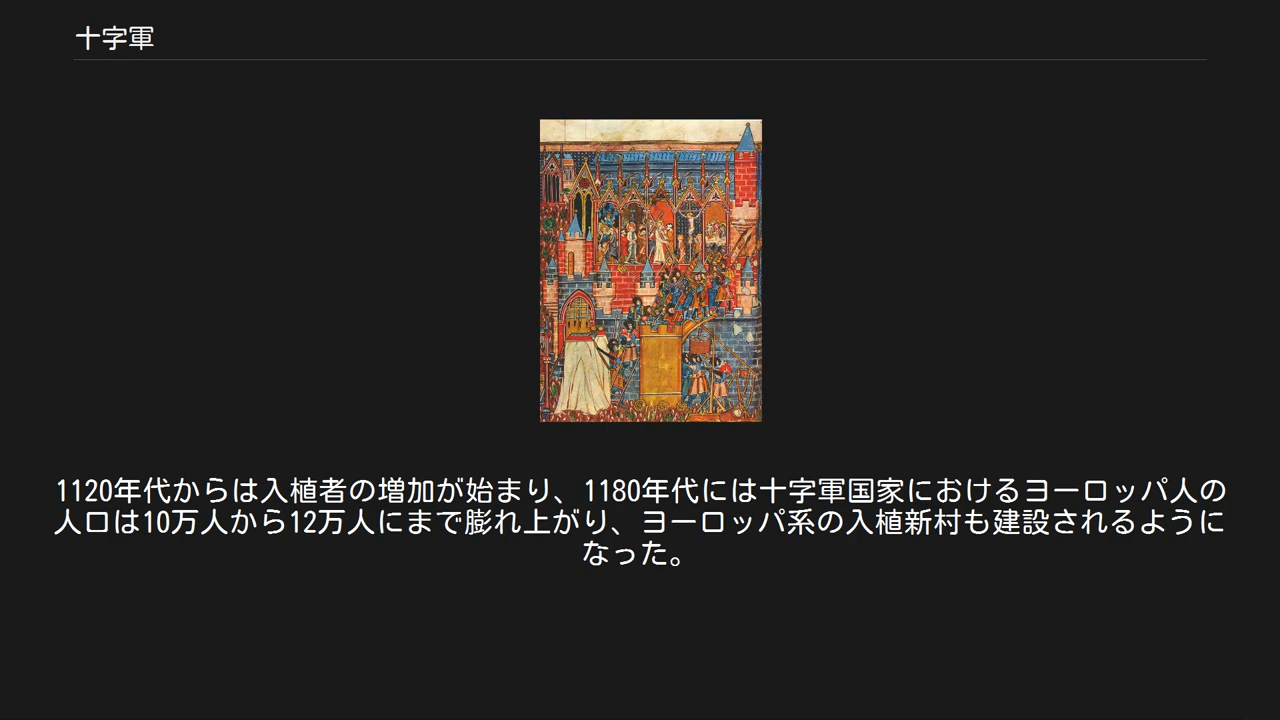 十字軍
1120年代からは入植者の増加が始まり、1180年代には十字軍国家におけるヨーロッパ人の
人口は10万人から12万人にまで膨れ上がり、ヨーロッパ系の入植新村も建設されるように
なった。